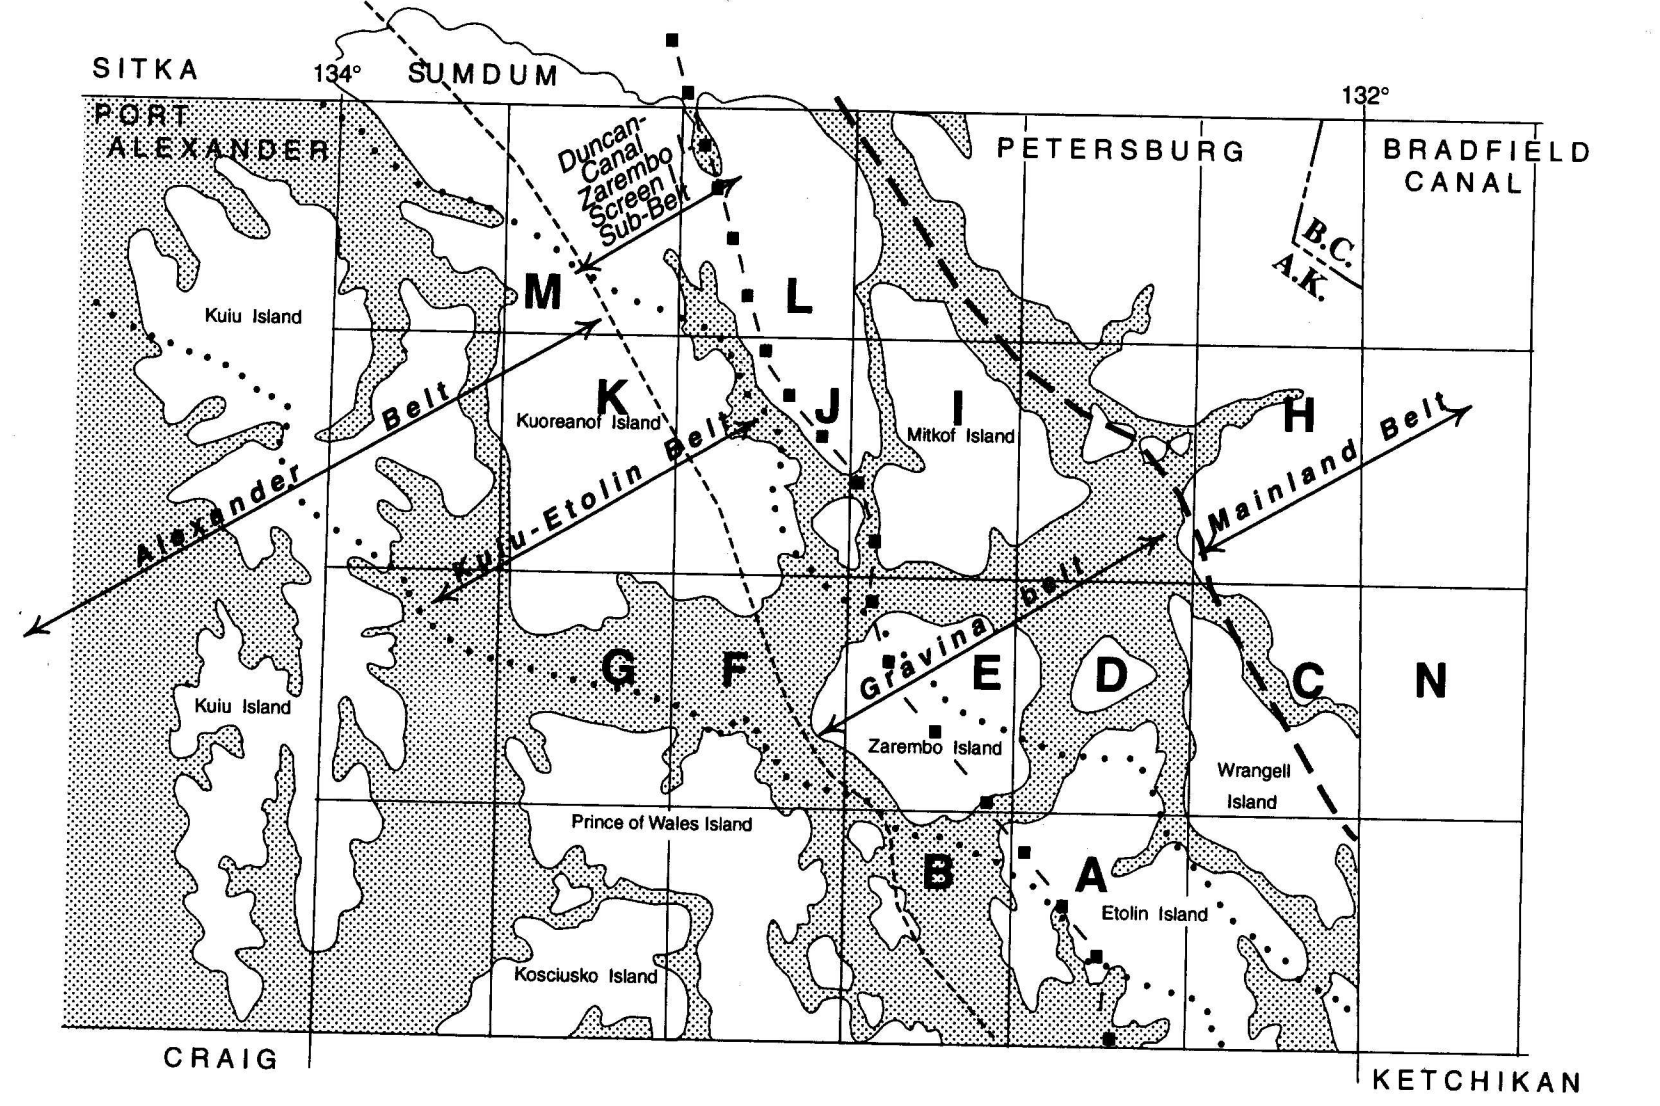 SITKA
134°
SUMDUM
132°
PORT
ALEXANDER
PETERSBURG
BRADFIELD
CANAL
Duncan-
Canal
Zarembo I
Screen I
Sub-Belt
B.C.
A.K.
M
L
Kuiu Island
K
J
I
H
Kuoreanof Island
Mitkof Island
Alexander Belt
Kuiu-Etolin Belt
Mainland Belt
Gravina belt
G
F
E
D
C
N
Kuiu Island
Zarembo Island
Wrangell
Island
Prince of Wales Island
B
A
Etolin Island
Kosciusko Island
CRAIG
KETCHIKAN